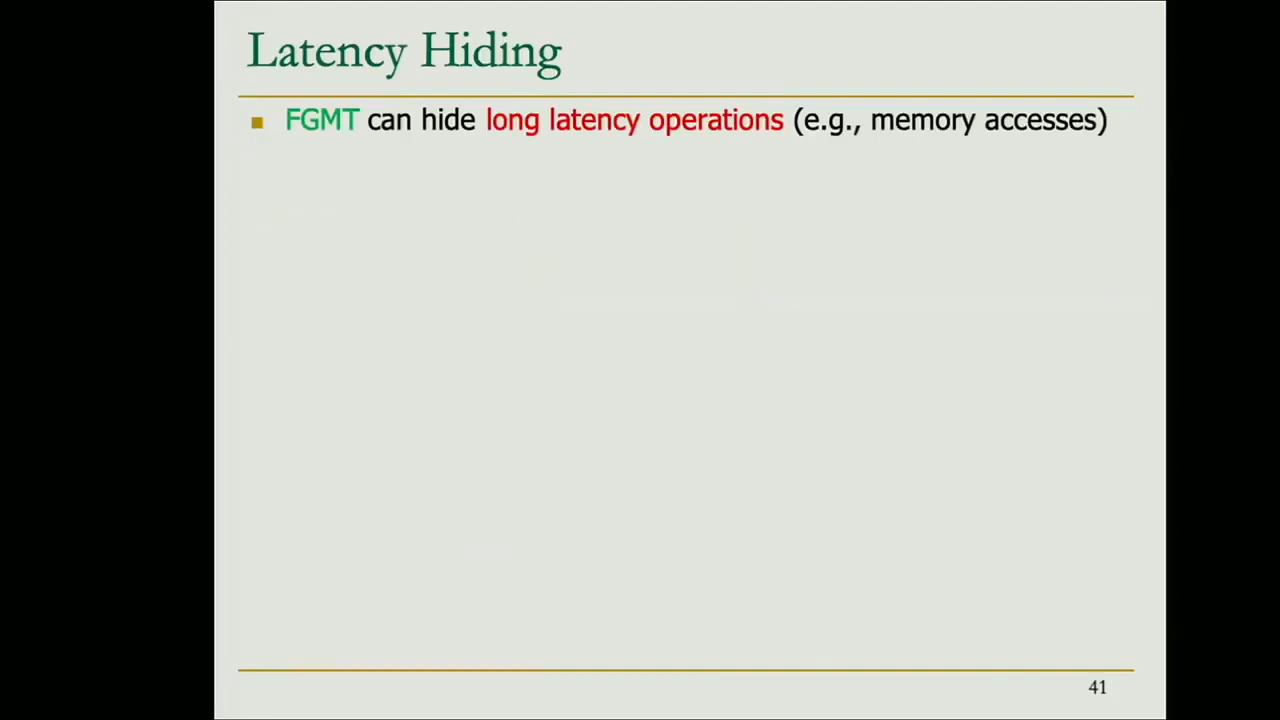 Latency Hiding
FGMT can hide long latency operations (e.g., memory accesses)
41